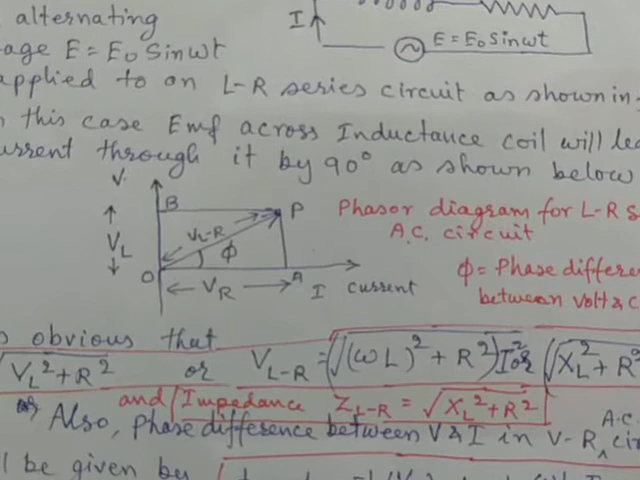 alternating
I
age E = E₀ Sinωt
E = E₀ sinωt
applied to an L-R series circuit as shown in
this case Emf across Inductance coil will lea
urrent through it by 90° as shown below
V
B
P
V_L
V_L-R
ϕ
O
A
V_R
I current
Phasor diagram for L-R s
A.C. circuit
ϕ = Phase differe
between volt & c
s obvious that
√V_L² + R² or V_L-R = (√(ωL)² + R²)I or (√X_L² + R²
and Impedance Z_L-R = √X_L² + R²
Also, phase difference between V & I in V-R A.C. cir
l be given by